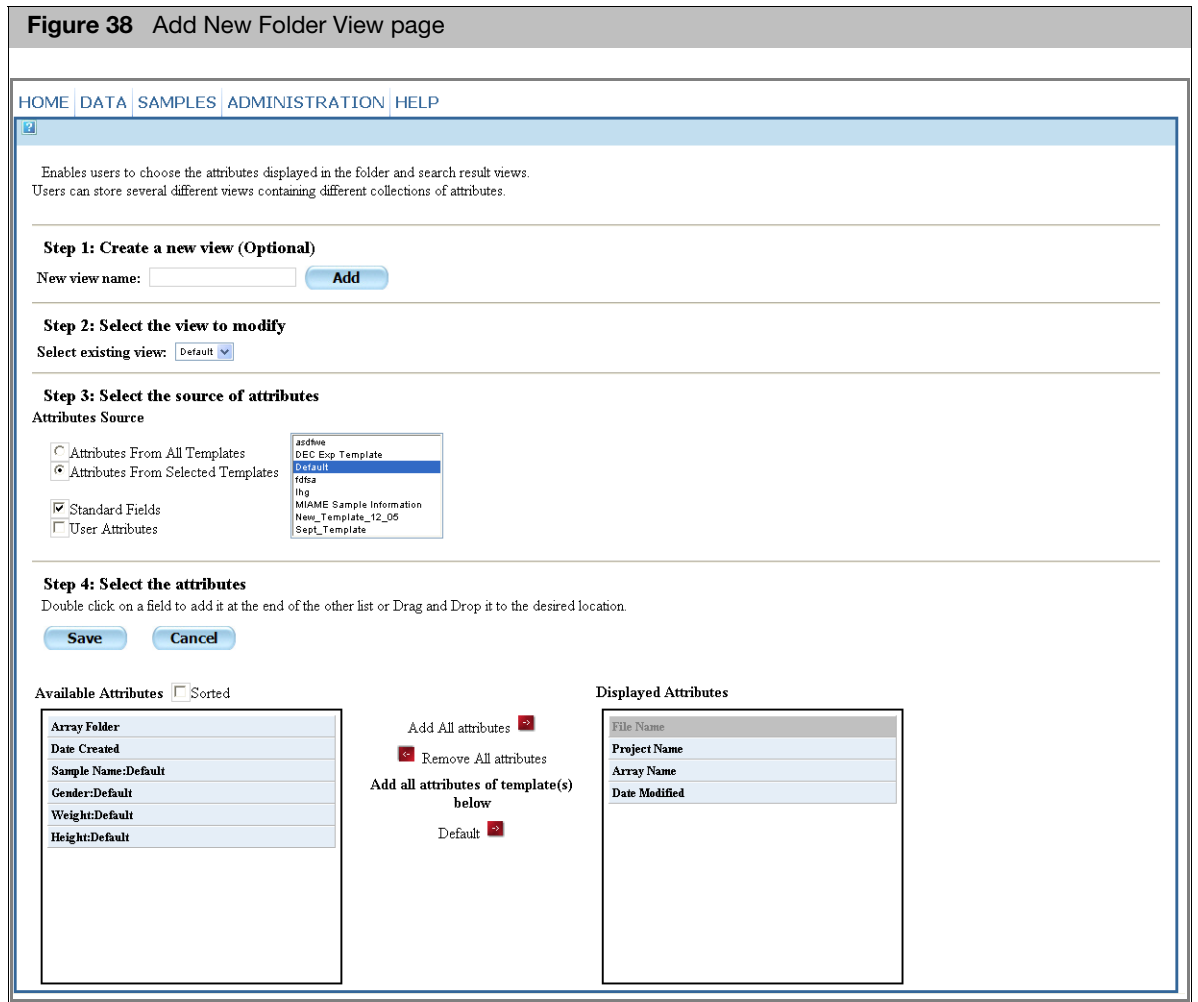 Figure 38 Add New Folder View page
HOME DATA SAMPLES ADMINISTRATION HELP
?
Enables users to choose the attributes displayed in the folder and search result views.
Users can store several different views containing different collections of attributes.
Step 1: Create a new view (Optional)
New view name: Add
Step 2: Select the view to modify
Select existing view: Default
Step 3: Select the source of attributes
Attributes Source
Attributes From All Templates
Attributes From Selected Templates
Standard Fields
User Attributes
asdfwe
DEC Exp Template
Default
fdfsa
lhg
MIAME Sample Information
New_Template_12_05
Sept_Template
Step 4: Select the attributes
Double click on a field to add it at the end of the other list or Drag and Drop it to the desired location.
Save Cancel
Available Attributes Sorted
Array Folder
Date Created
Sample Name:Default
Gender:Default
Weight:Default
Height:Default
Add All attributes
Remove All attributes
Add all attributes of template(s)
below
Default
Displayed Attributes
File Name
Project Name
Array Name
Date Modified